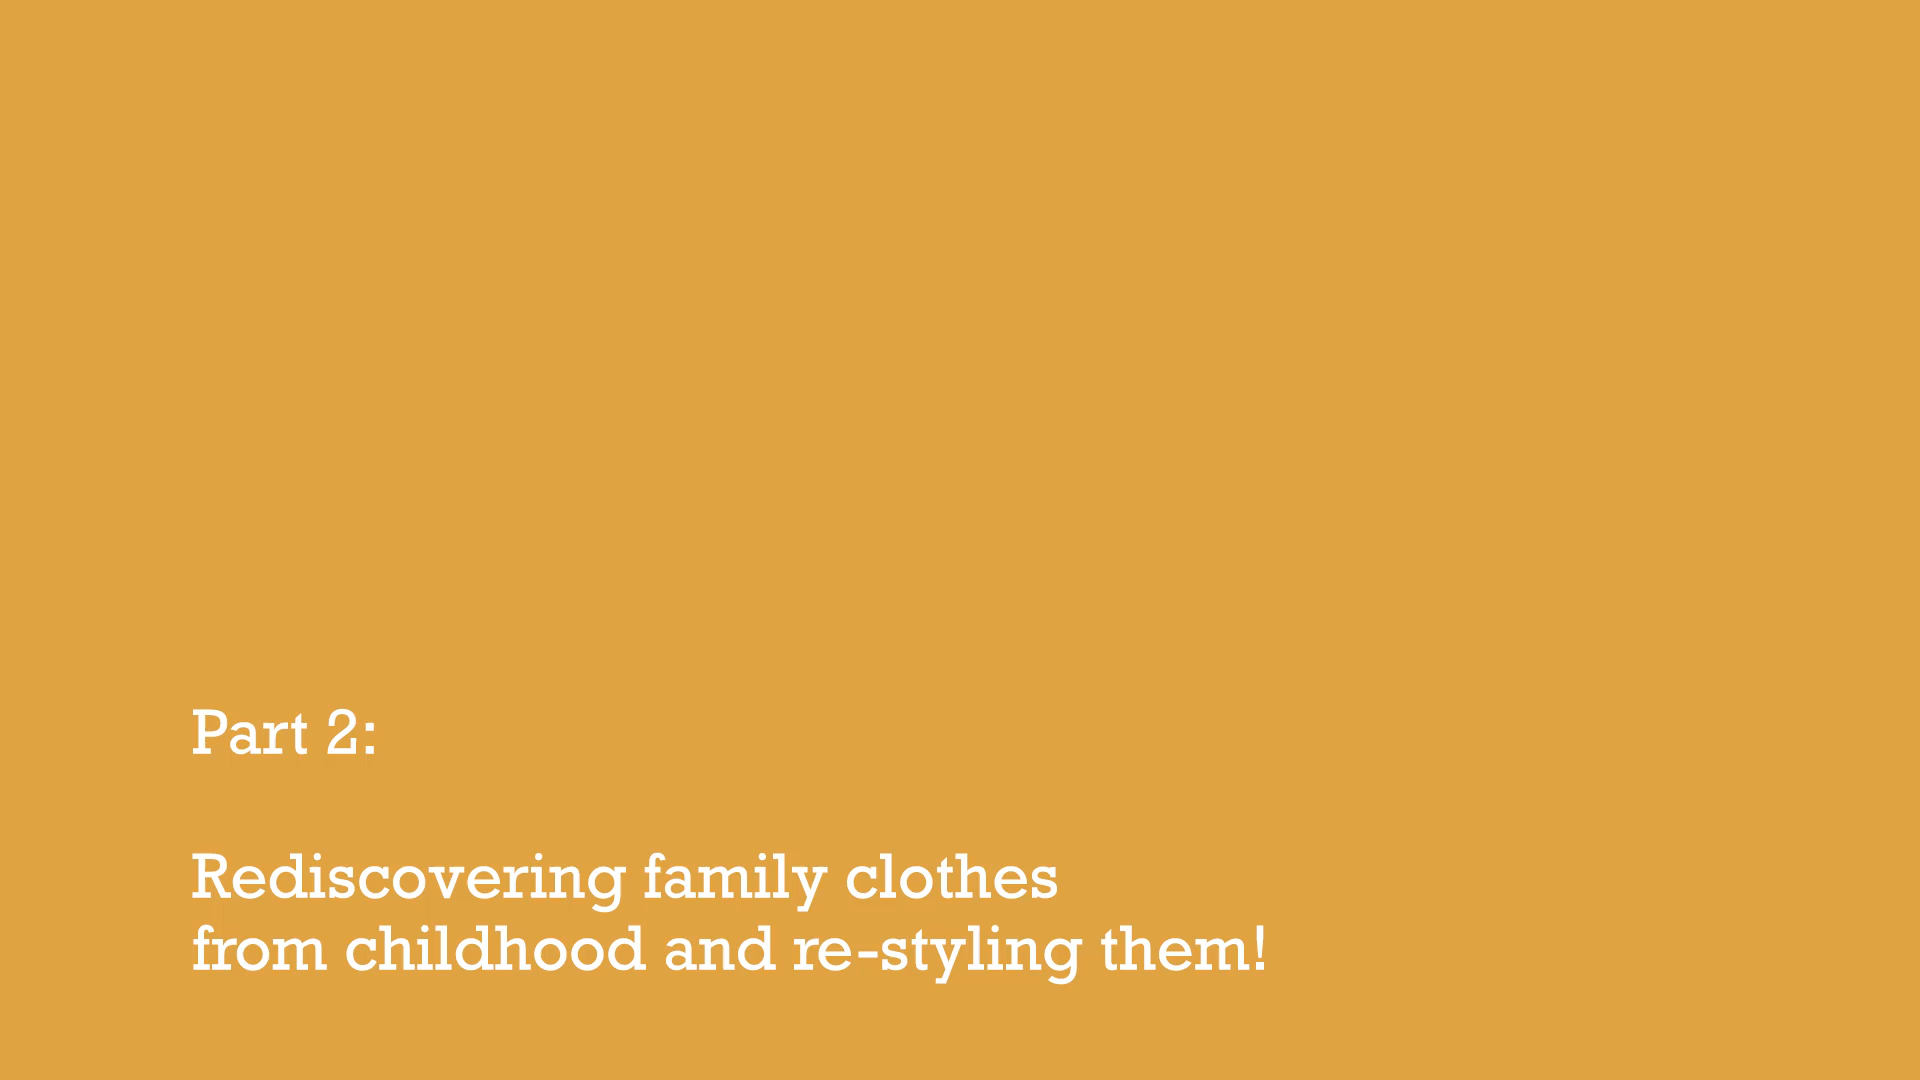 Part 2:
Rediscovering family clothes
from childhood and re-styling them!